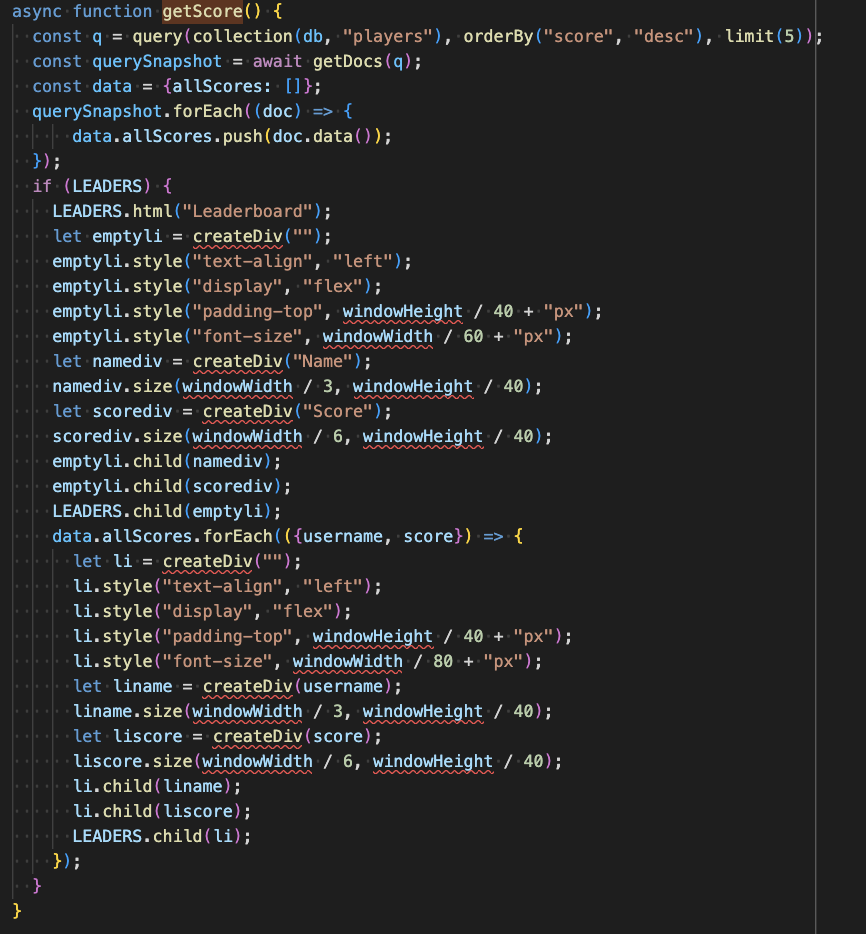 async function getScore() {
  const q = query(collection(db, "players"), orderBy("score", "desc"), limit(5));
  const querySnapshot = await getDocs(q);
  const data = {allScores: []};
  querySnapshot.forEach((doc) => {
      data.allScores.push(doc.data());
  });
  if (LEADERS) {
    LEADERS.html("Leaderboard");
    let emptyli = createDiv("");
    emptyli.style("text-align", "left");
    emptyli.style("display", "flex");
    emptyli.style("padding-top", windowHeight / 40 + "px");
    emptyli.style("font-size", windowWidth / 60 + "px");
    let namediv = createDiv("Name");
    namediv.size(windowWidth / 3, windowHeight / 40);
    let scorediv = createDiv("Score");
    scorediv.size(windowWidth / 6, windowHeight / 40);
    emptyli.child(namediv);
    emptyli.child(scorediv);
    LEADERS.child(emptyli);
    data.allScores.forEach(({username, score}) => {
      let li = createDiv("");
      li.style("text-align", "left");
      li.style("display", "flex");
      li.style("padding-top", windowHeight / 40 + "px");
      li.style("font-size", windowWidth / 80 + "px");
      let liname = createDiv(username);
      liname.size(windowWidth / 3, windowHeight / 40);
      let liscore = createDiv(score);
      liscore.size(windowWidth / 6, windowHeight / 40);
      li.child(liname);
      li.child(liscore);
      LEADERS.child(li);
    });
  }
}